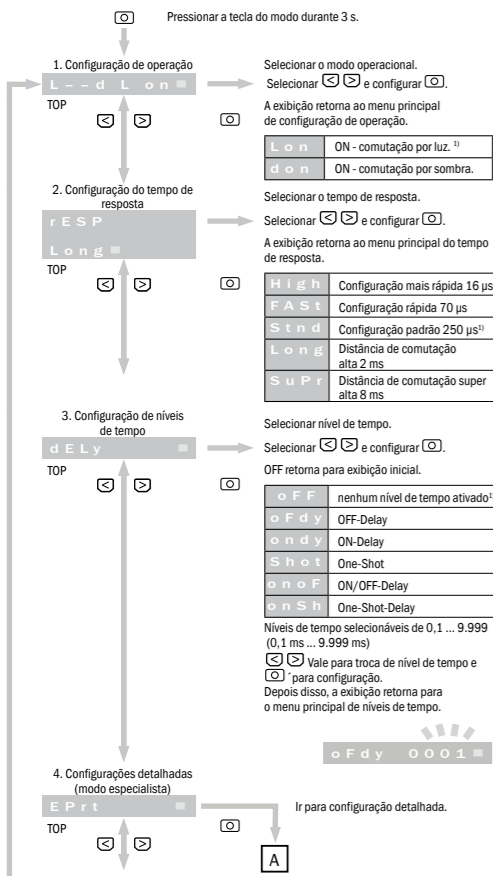 Pressionar a tecla do modo durante 3 s.
1. Configuração de operação
L--d L on
TOP
Selecionar o modo operacional.
Selecionar < > e configurar O.
A exibição retorna ao menu principal
de configuração de operação.
Lon ON - comutação por luz. 1)
don ON - comutação por sombra.
2. Configuração do tempo de
resposta
rESP
Long
TOP
Selecionar o tempo de resposta.
Selecionar < > e configurar O.
A exibição retorna ao menu principal do tempo
de resposta.
High Configuração mais rápida 16 µs
FASt Configuração rápida 70 µs
Stnd Configuração padrão 250 µs1)
Long Distância de comutação
alta 2 ms
SuPr Distância de comutação super
alta 8 ms
3. Configuração de níveis
de tempo
dELy
TOP
Selecionar nível de tempo.
Selecionar < > e configurar O.
OFF retorna para exibição inicial.
oFF nenhum nível de tempo ativado1)
oFdy OFF-Delay
ondy ON-Delay
Shot One-Shot
onoF ON/OFF-Delay
onSh One-Shot-Delay
Níveis de tempo selecionáveis de 0,1 ... 9.999
(0,1 ms ... 9.999 ms)
< > Vale para troca de nível de tempo e
O ´para configuração.
Depois disso, a exibição retorna para
o menu principal de níveis de tempo.
oFdy 0001
4. Configurações detalhadas
(modo especialista)
EPrt
TOP
Ir para configuração detalhada.
A